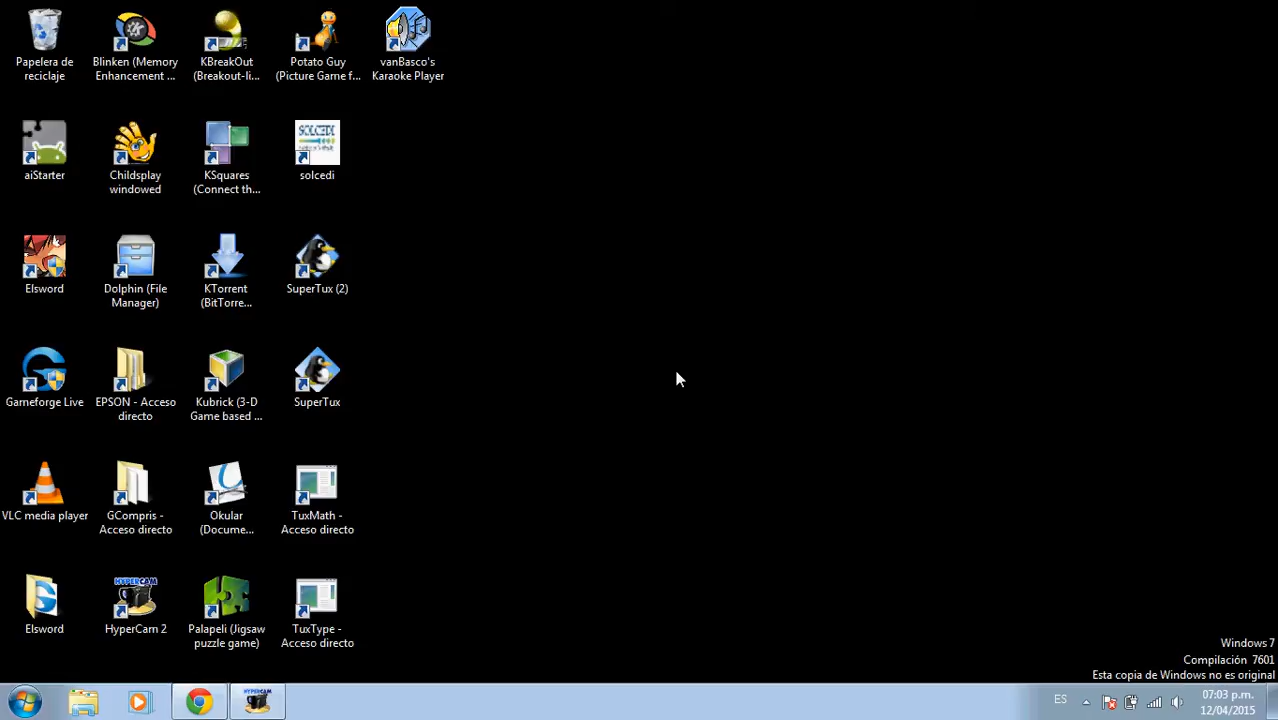 Papelera de
reciclaje
Blinken (Memory
Enhancement ...
KBreakOut
(Breakout-li...
Potato Guy
(Picture Game f...
vanBasco's
Karaoke Player
aiStarter
Childsplay
windowed
KSquares
(Connect th...
SOLCEDI
solcedi
Elsword
Dolphin (File
Manager)
KTorrent
(BitTorre...
SuperTux (2)
Gameforge Live
EPSON - Acceso
directo
Kubrick (3-D
Game based ...
SuperTux
VLC media player
GCompris -
Acceso directo
Okular
(Docume...
TuxMath -
Acceso directo
Elsword
HYPERCAM
HyperCam 2
Palapeli (Jigsaw
puzzle game)
TuxType -
Acceso directo
Windows 7
Compilación 7601
Esta copia de Windows no es original
HYPERCAM
ES
07:03 p.m.
12/04/2015